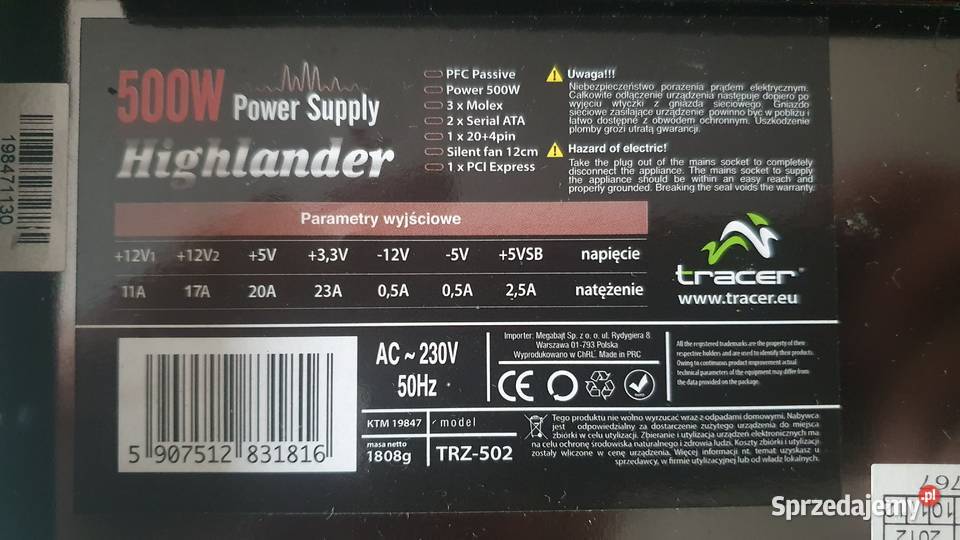 500W Power Supply
Highlander
PFC Passive
Power 500W
3 x Molex
2 x Serial ATA
1 x 20+4pin
Silent fan 12cm
1 x PCI Express
Uwaga!!!
Niebezpieczeństwo porażenia prądem elektrycznym.
Całkowite odłączenie urządzenia następuje dopiero po
wyjęciu wtyczki z gniazda sieciowego. Gniazdo
sieciowe zasilające urządzenie powinno być w pobliżu i
łatwo dostępne z obwodem ochronnym. Uszkodzenie
plomby grozi utratą gwarancji.
Hazard of electric!
Take the plug out of the mains socket to completely
disconnect the appliance. The mains socket to supply
the appliance should be within an easy reach and
properly grounded. Breaking the seal voids the warranty.
Parametry wyjściowe
+12V1 +12V2 +5V +3,3V -12V -5V +5VSB napięcie
11A 17A 20A 23A 0,5A 0,5A 2,5A natężenie
tracer
www.tracer.eu
198471130
5 907512 831816
AC ~ 230V
50Hz
Importer: Megabajt Sp. z o. o. ul. Rydygiera 8
Warszawa 01-793 Polska
Wyprodukowano w ChRL Made in PRC
CE
All the registered trademarks are the property of their
respective holders and are used to identify their products.
Owing to continuous product improvement actual
technical parameters of the equipment may differ from
the data provided on the package.
KTM 19847
model
masa netto
1808g
TRZ-502
Tego produktu nie wolno wyrzucać wraz z odpadami domowymi. Nabywca
jest odpowiedzialny za dostarczenie zużytego urządzenia do miejsca
zbiórki w celu utylizacji. Zbieranie i utylizacja urządzeń elektronicznych ma
na celu ochronę środowiska naturalnego i zdrowia ludzi. Koszty zbiórki i utylizacji
zostały wliczone w cenę urządzenia. Więcej informacji nt. temat uzyskasz u
sprzedawcy, w firmie utylizacyjnej lub od władz lokalnych.
Sprzedajemy.pl
2012